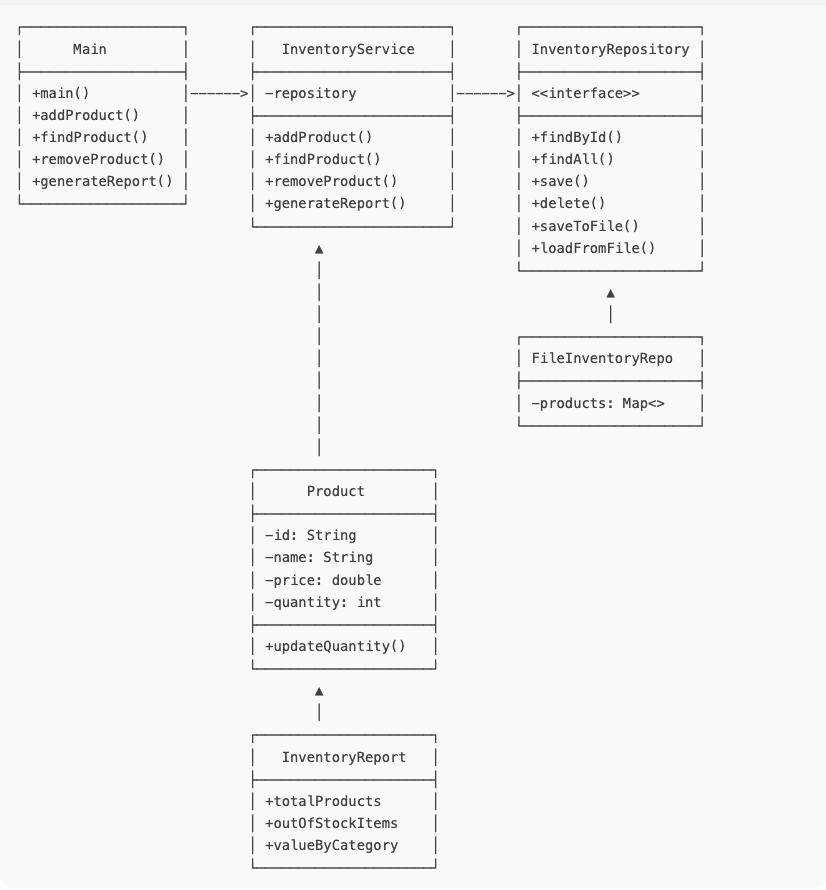 Main
+main()
+addProduct()
+findProduct()
+removeProduct()
+generateReport()
InventoryService
-repository
+addProduct()
+findProduct()
+removeProduct()
+generateReport()
InventoryRepository
<<interface>>
+findById()
+findAll()
+save()
+delete()
+saveToFile()
+loadFromFile()
FileInventoryRepo
-products: Map<>
Product
-id: String
-name: String
-price: double
-quantity: int
+updateQuantity()
InventoryReport
+totalProducts
+outOfStockItems
+valueByCategory